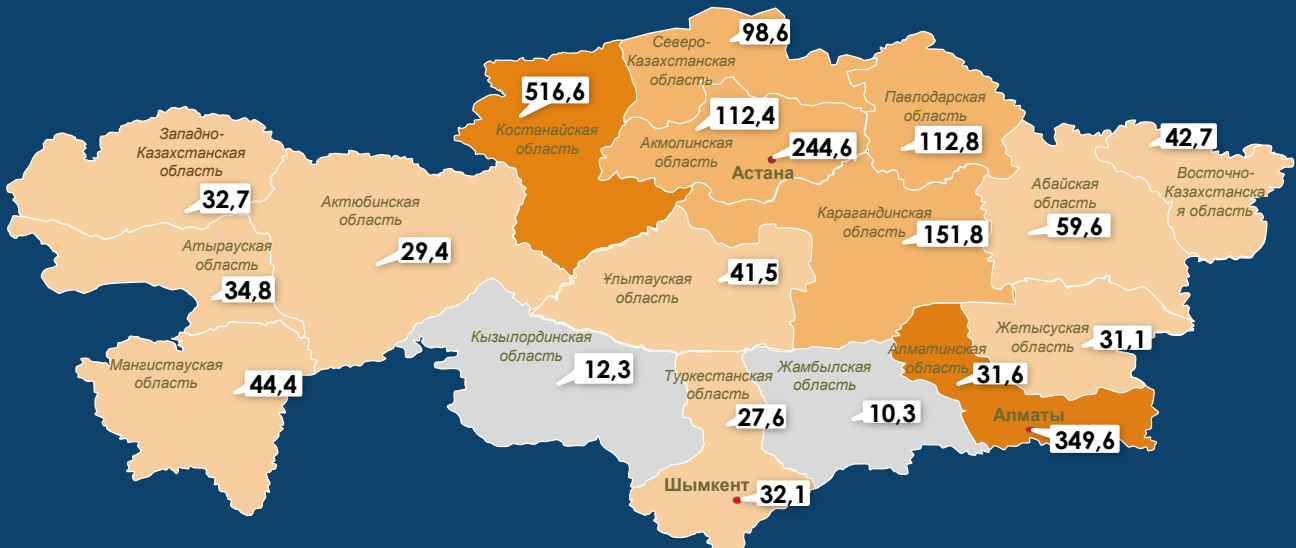 98,6
Северо-
Казахстанская
область
516,6
Костанайская
область
112,4
Акмолинская
область
244,6
Астана
Павлодарская
область
112,8
42,7
Восточно-
Казахстанска
я область
Западно-
Казахстанская
область
32,7
Актюбинская
область
29,4
Абайская
область
59,6
Карагандинская
область
151,8
Атырауская
область
34,8
Ұлытауская
область
41,5
Мангистауская
область
44,4
Кызылординская
область
12,3
Туркестанская
область
27,6
Жамбылская
область
10,3
Алматинская
область
31,6
Жетысуская
область
31,1
Алматы
349,6
Шымкент
32,1